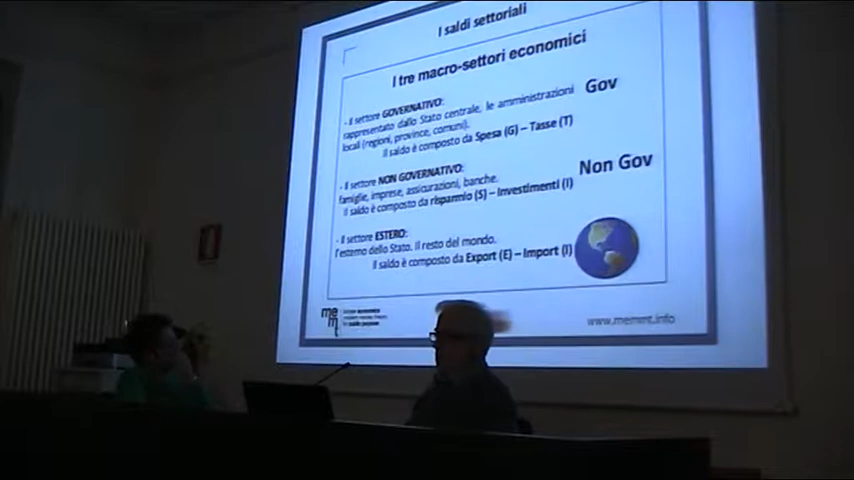 I saldi settoriali
I tre macro-settori economici
- Il settore GOVERNATIVO:
rappresentato dallo Stato centrale, le amministrazioni
locali (regioni, province, comuni).
Il saldo è composto da Spesa (G) – Tasse (T)
Gov
- Il settore NON GOVERNATIVO:
famiglie, imprese, assicurazioni, banche.
Il saldo è composto da risparmio (S) – Investimenti (I)
Non Gov
- Il settore ESTERO:
l'esterno dello Stato. Il resto del mondo.
Il saldo è composto da Export (E) – Import (I)
me
m
t
www.memmt.info